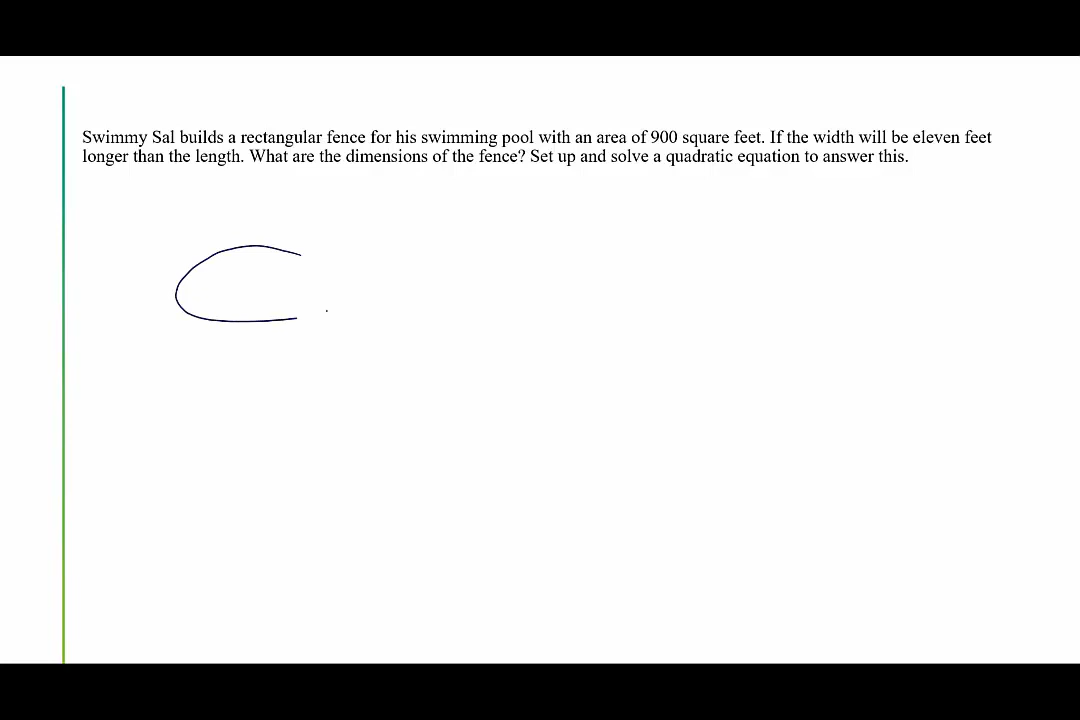 Swimmy Sal builds a rectangular fence for his swimming pool with an area of 900 square feet. If the width will be eleven feet
longer than the length. What are the dimensions of the fence? Set up and solve a quadratic equation to answer this.